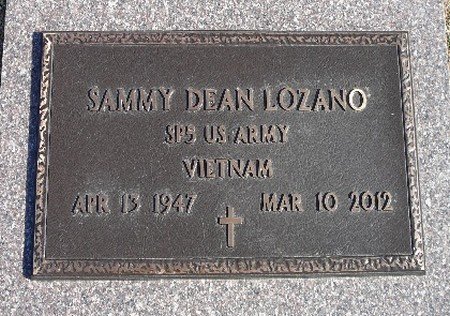 SAMMY DEAN LOZANO
SP5 US ARMY
VIETNAM
APR 13 1947 MAR 10 2012